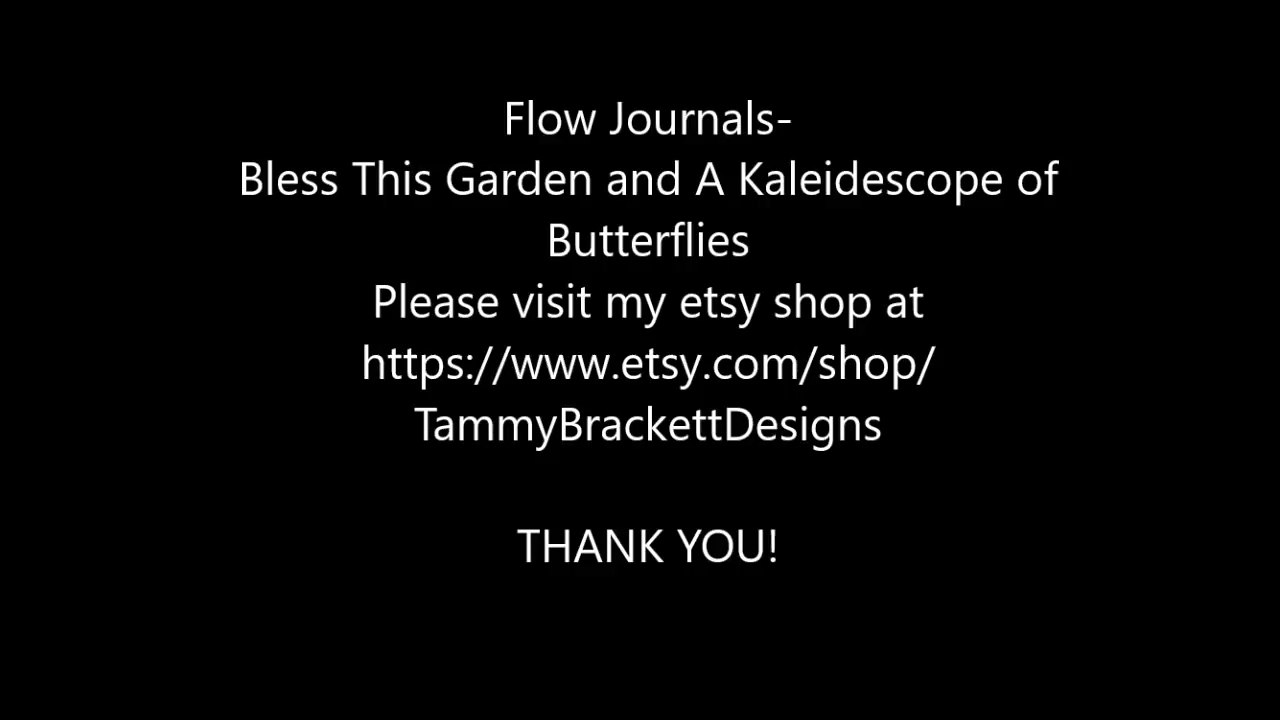 Flow Journals-
Bless This Garden and A Kaleidescope of
Butterflies
Please visit my etsy shop at
https://www.etsy.com/shop/
TammyBrackettDesigns
THANK YOU!